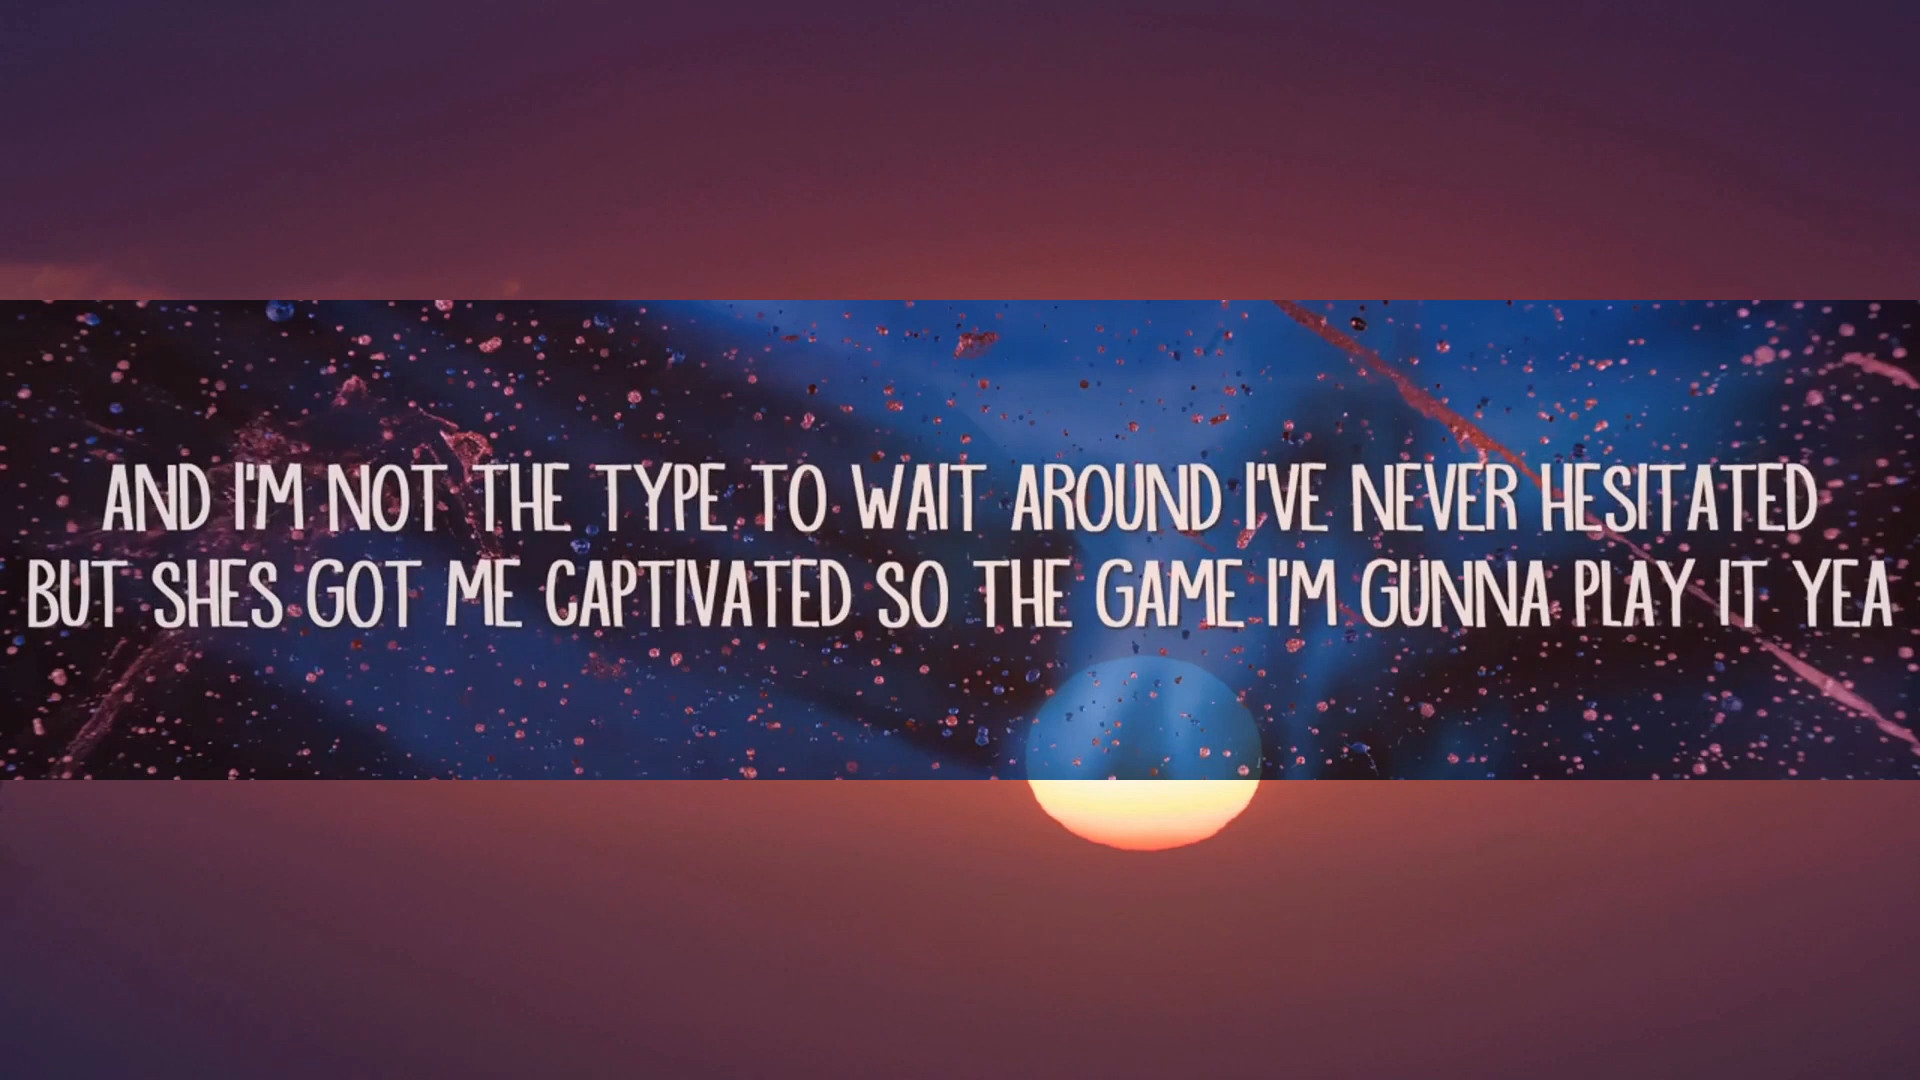 AND I'M NOT THE TYPE TO WAIT AROUND I'VE NEVER HESITATED
BUT SHES GOT ME CAPTIVATED SO THE GAME I'M GUNNA PLAY IT YEA